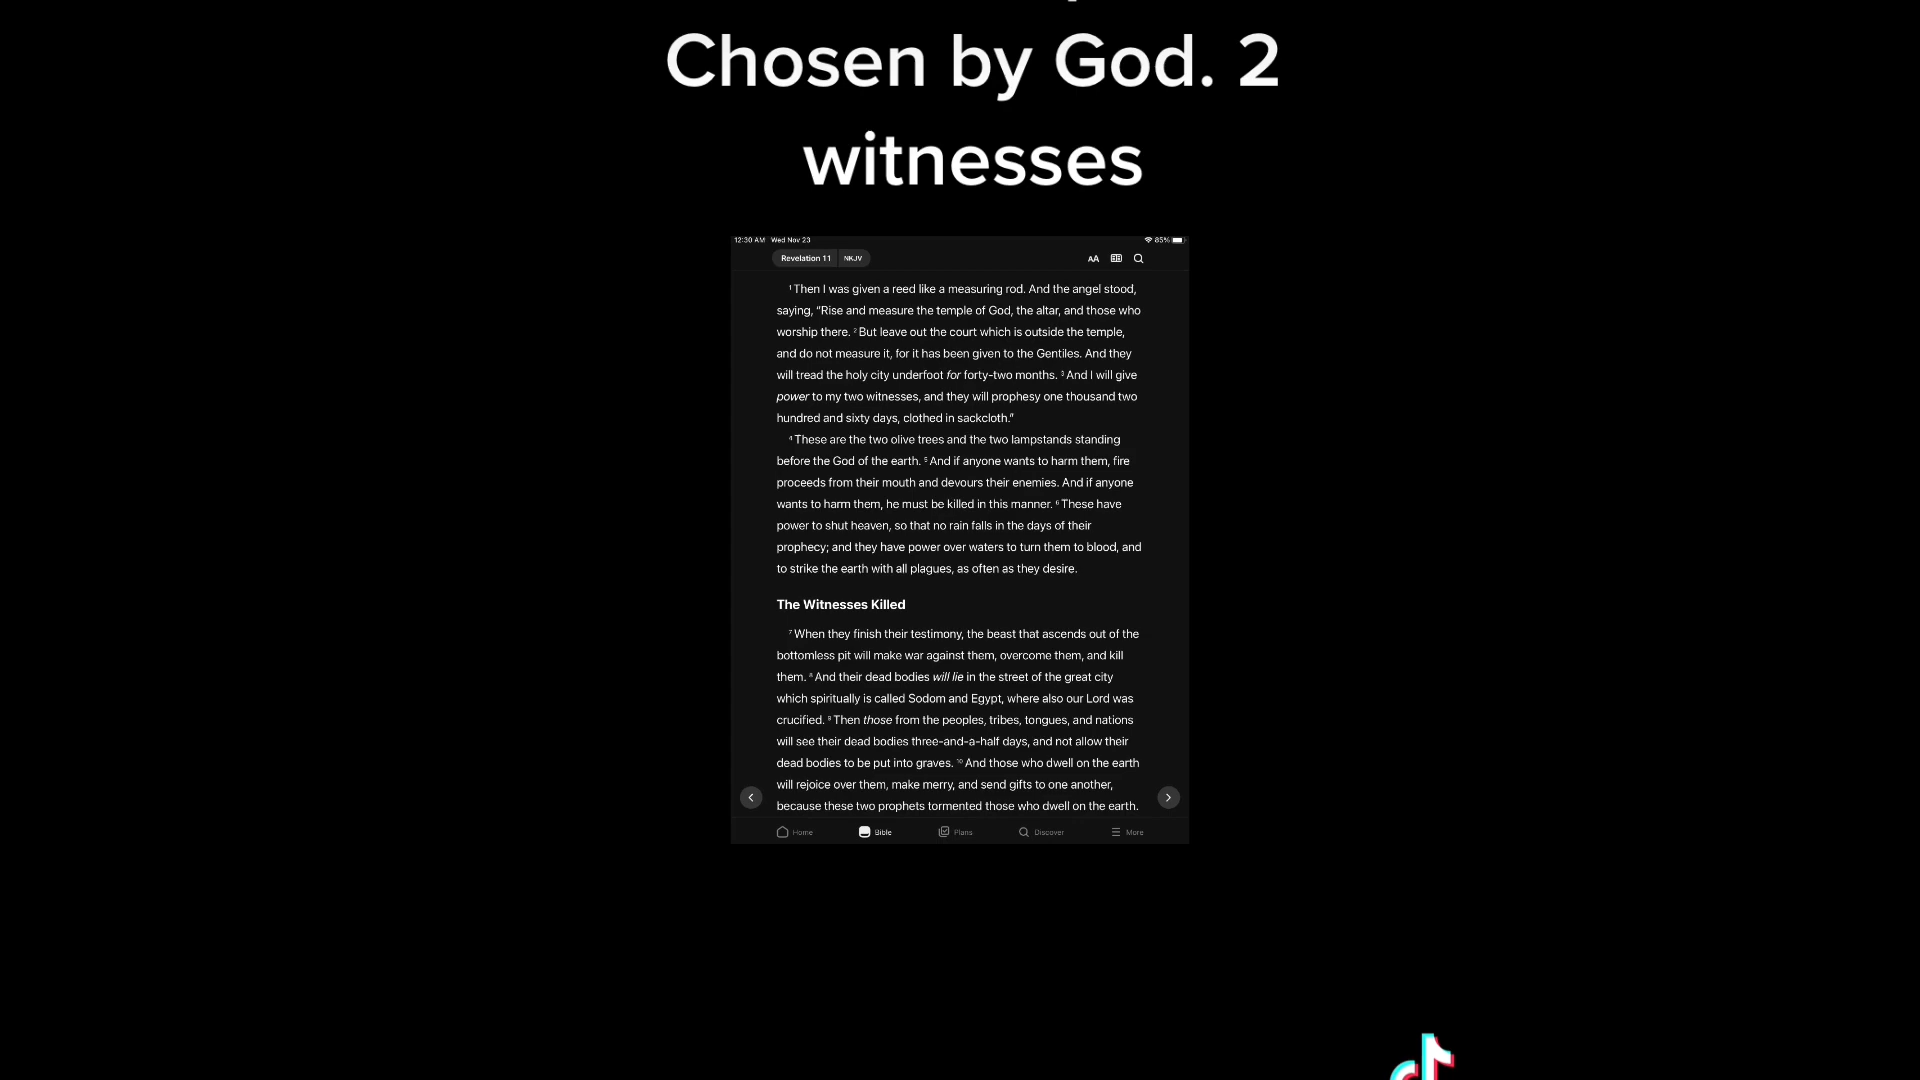 Chosen by God. 2
witnesses
12:30 AM Wed Nov 23
85%
Revelation 11 NKJV
AA
1 Then I was given a reed like a measuring rod. And the angel stood,
saying, “Rise and measure the temple of God, the altar, and those who
worship there. 2 But leave out the court which is outside the temple,
and do not measure it, for it has been given to the Gentiles. And they
will tread the holy city underfoot for forty-two months. 3 And I will give
power to my two witnesses, and they will prophesy one thousand two
hundred and sixty days, clothed in sackcloth.”
4 These are the two olive trees and the two lampstands standing
before the God of the earth. 5 And if anyone wants to harm them, fire
proceeds from their mouth and devours their enemies. And if anyone
wants to harm them, he must be killed in this manner. 6 These have
power to shut heaven, so that no rain falls in the days of their
prophecy; and they have power over waters to turn them to blood, and
to strike the earth with all plagues, as often as they desire.
The Witnesses Killed
7 When they finish their testimony, the beast that ascends out of the
bottomless pit will make war against them, overcome them, and kill
them. 8 And their dead bodies will lie in the street of the great city
which spiritually is called Sodom and Egypt, where also our Lord was
crucified. 9 Then those from the peoples, tribes, tongues, and nations
will see their dead bodies three-and-a-half days, and not allow their
dead bodies to be put into graves. 10 And those who dwell on the earth
will rejoice over them, make merry, and send gifts to one another,
because these two prophets tormented those who dwell on the earth.
Home Bible Plans Discover More